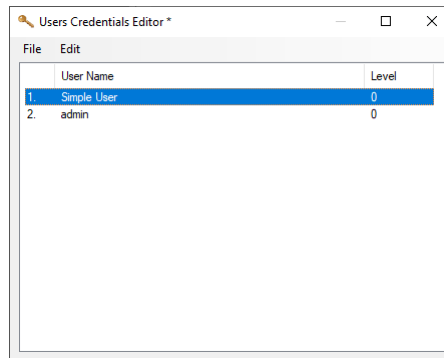 Users Credentials Editor *
File Edit
User Name Level
1. Simple User 0
2. admin 0